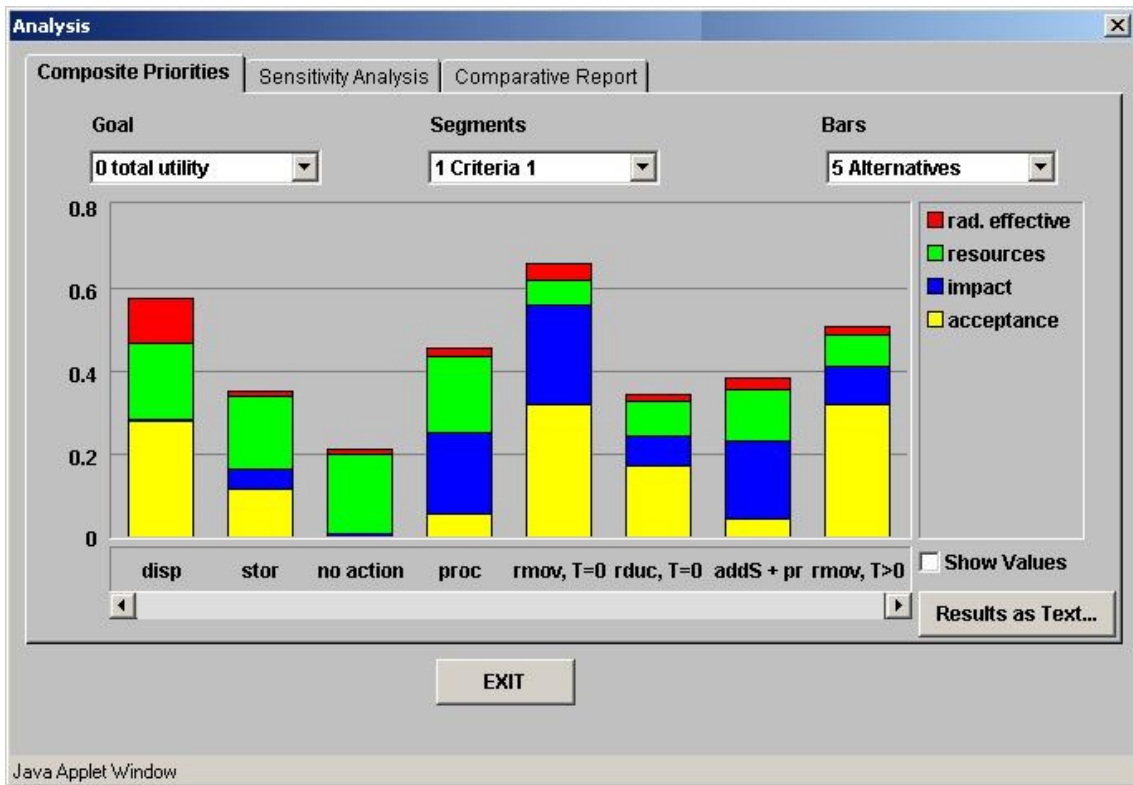 Analysis
Composite Priorities Sensitivity Analysis Comparative Report
Goal Segments Bars
0 total utility 1 Criteria 1 5 Alternatives
0.8
rad. effective
resources
0.6
impact
acceptance
0.4
0.2
0
Show Values
disp stor no action proc rmov, T=0 rduc, T=0 addS + pr rmov, T>0
Results as Text...
EXIT
Java Applet Window